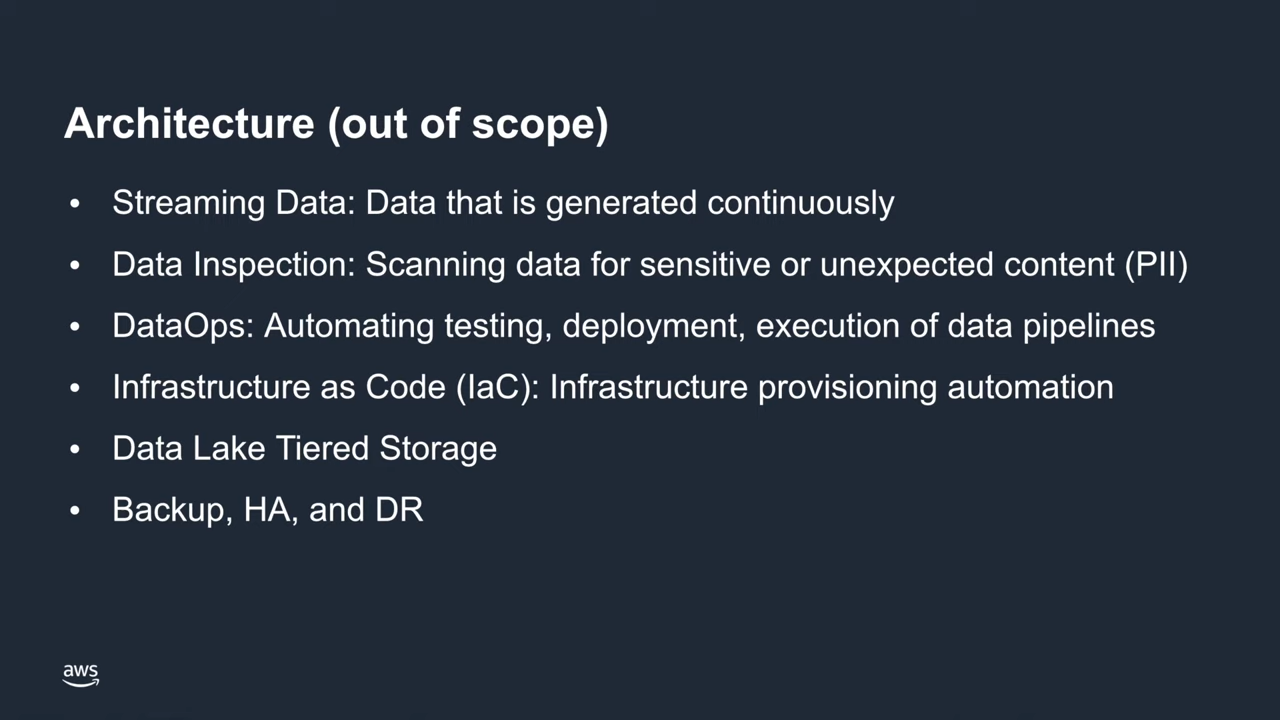 Architecture (out of scope)
• Streaming Data: Data that is generated continuously
• Data Inspection: Scanning data for sensitive or unexpected content (PII)
• DataOps: Automating testing, deployment, execution of data pipelines
• Infrastructure as Code (IaC): Infrastructure provisioning automation
• Data Lake Tiered Storage
• Backup, HA, and DR
aws